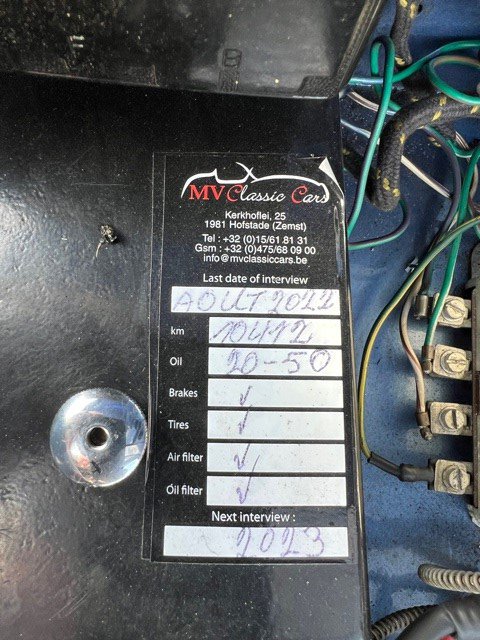 MV Classic Cars
Kerkhoflei, 25
1981 Hofstade (Zemst)
Tel : +32 (0)15/61 81 31
Gsm : +32 (0)475/68 09 00
info@mvclassiccars.be
Last date of interview
AOUT 2022
km 10412
Oil 20-50
Brakes ✓
Tires ✓
Air filter ✓
Oil filter ✓
Next interview :
2023